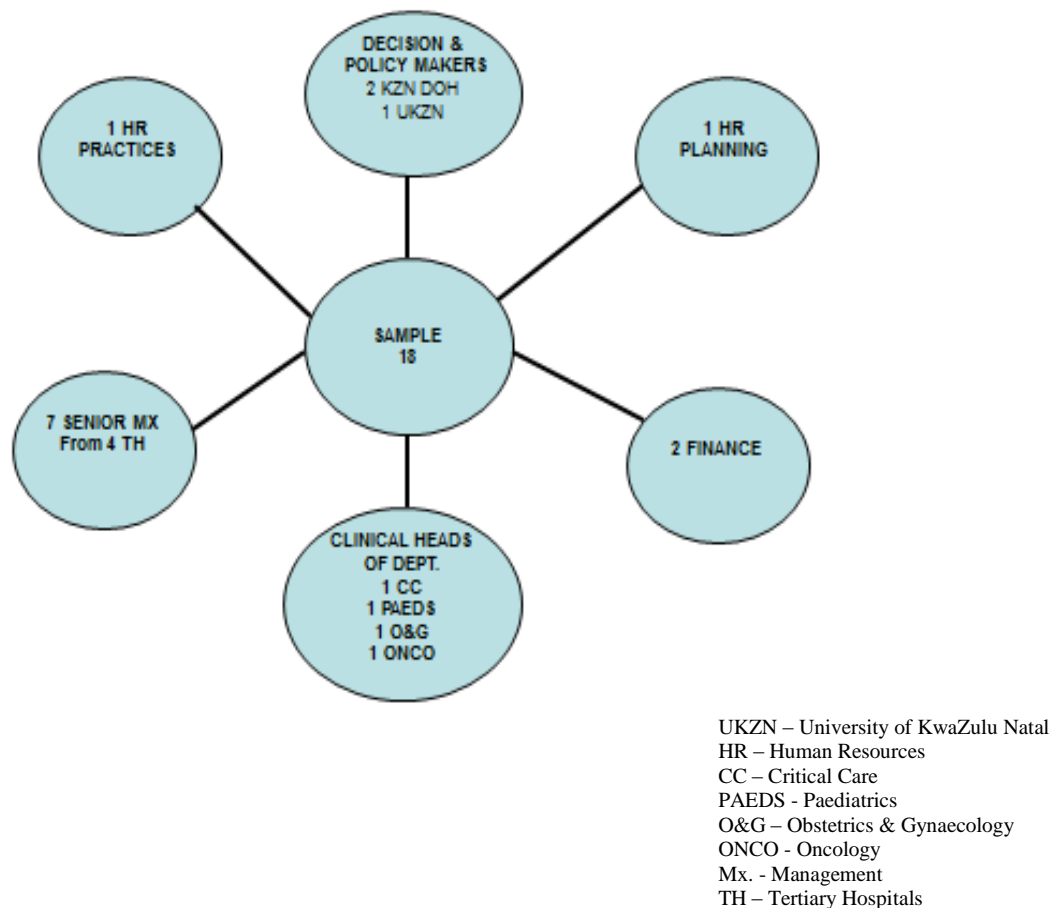 DECISION &
POLICY MAKERS
2 KZN DOH
1 UKZN
1 HR
PRACTICES
1 HR
PLANNING
SAMPLE
18
7 SENIOR MX
From 4 TH
2 FINANCE
CLINICAL HEADS
OF DEPT.
1 CC
1 PAEDS
1 O&G
1 ONCO
UKZN – University of KwaZulu Natal
HR – Human Resources
CC – Critical Care
PAEDS - Paediatrics
O&G – Obstetrics & Gynaecology
ONCO - Oncology
Mx. - Management
TH – Tertiary Hospitals